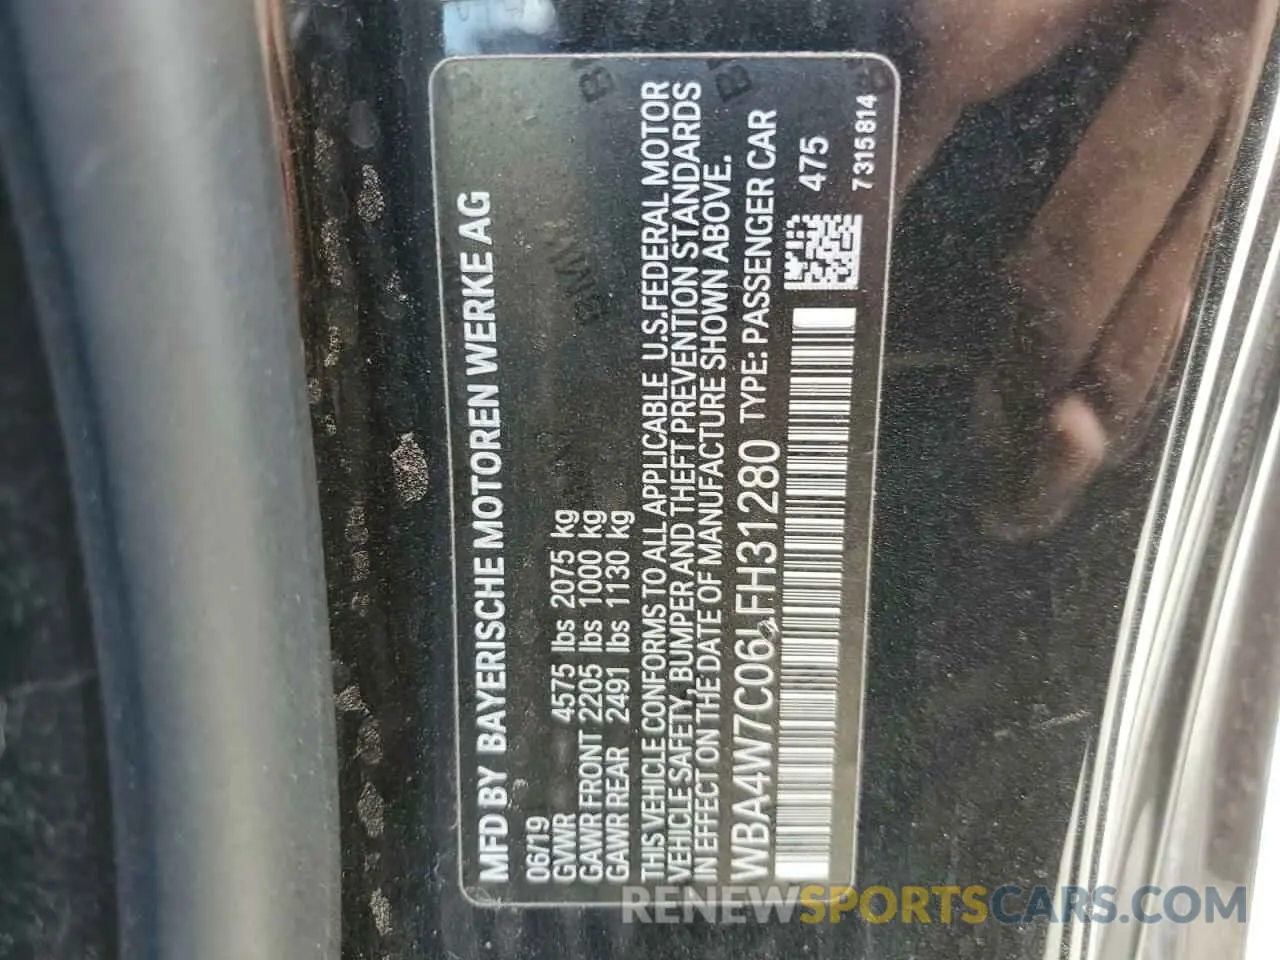 MFD BY BAYERISCHE MOTOREN WERKE AG
06/19
GVWR 4575 lbs 2075 kg
GAWR FRONT 2205 lbs 1000 kg
GAWR REAR 2491 lbs 1130 kg
THIS VEHICLE CONFORMS TO ALL APPLICABLE U.S.FEDERAL MOTOR
VEHICLE SAFETY, BUMPER AND THEFT PREVENTION STANDARDS
IN EFFECT ON THE DATE OF MANUFACTURE SHOWN ABOVE.
WBA4W7C06LFH31280 TYPE: PASSENGER CAR
475
7315814
RENEWSPORTSCARS.COM